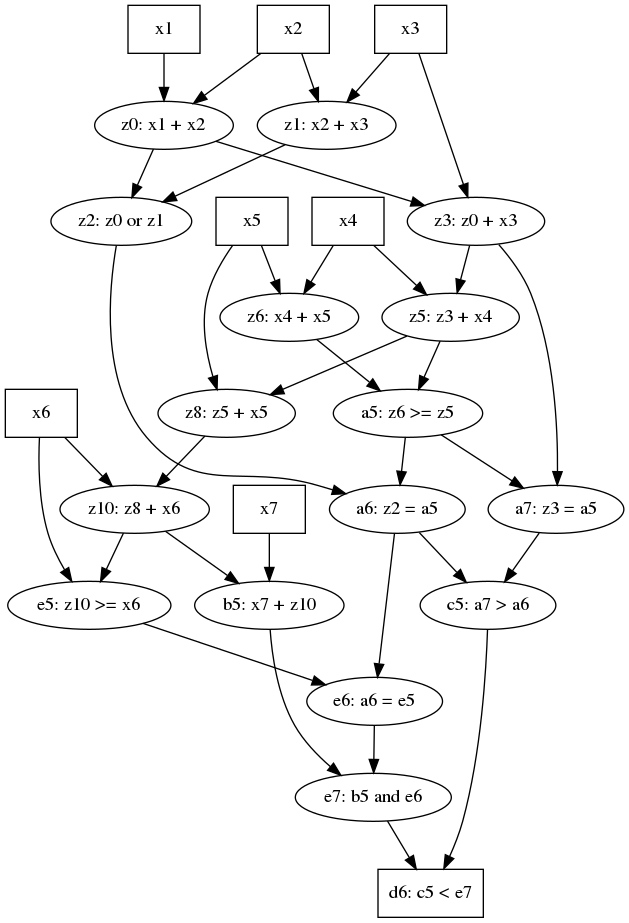 x1
x2
x3
z0: x1 + x2
z1: x2 + x3
z2: z0 or z1
x5
x4
z3: z0 + x3
z6: x4 + x5
z5: z3 + x4
x6
z8: z5 + x5
a5: z6 >= z5
z10: z8 + x6
x7
a6: z2 = a5
a7: z3 = a5
e5: z10 >= x6
b5: x7 + z10
c5: a7 > a6
e6: a6 = e5
e7: b5 and e6
d6: c5 < e7